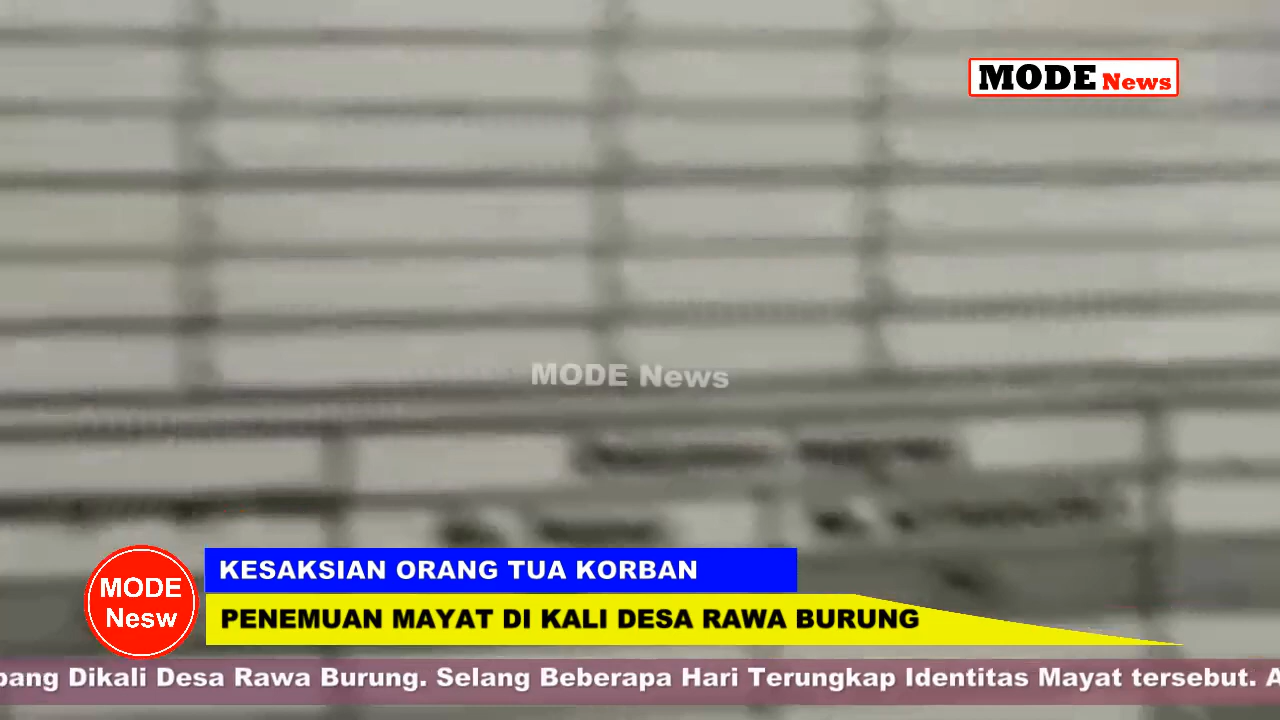 MODE News
MODE News
KESAKSIAN ORANG TUA KORBAN
MODE
Nesw
PENEMUAN MAYAT DI KALI DESA RAWA BURUNG
Dikali Desa Rawa Burung. Selang Beberapa Hari Terungkap Identitas Mayat tersebut.